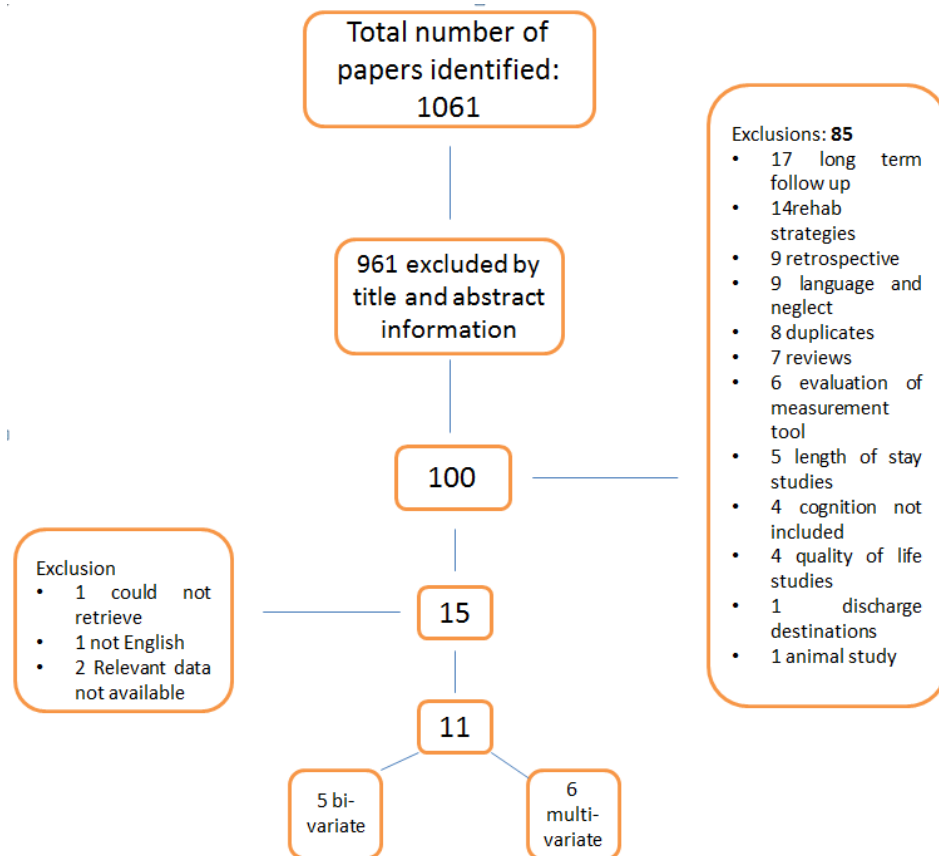 Total number of
papers identified:
1061
961 excluded by
title and abstract
information
100
Exclusions: 85
• 17 long term
follow up
• 14rehab
strategies
• 9 retrospective
• 9 language and
neglect
• 8 duplicates
• 7 reviews
• 6 evaluation of
measurement
tool
• 5 length of stay
studies
• 4 cognition not
included
• 4 quality of life
studies
• 1 discharge
destinations
• 1 animal study
15
Exclusion
• 1 could not
retrieve
• 1 not English
• 2 Relevant data
not available
11
5 bi-
variate
6
multi-
variate